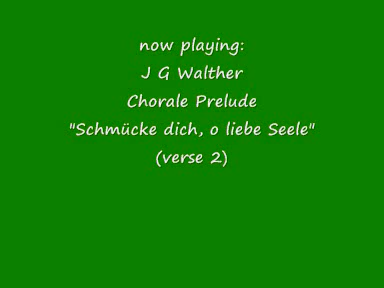 now playing:
J G Walther
Chorale Prelude
"Schmücke dich, o liebe Seele"
(verse 2)